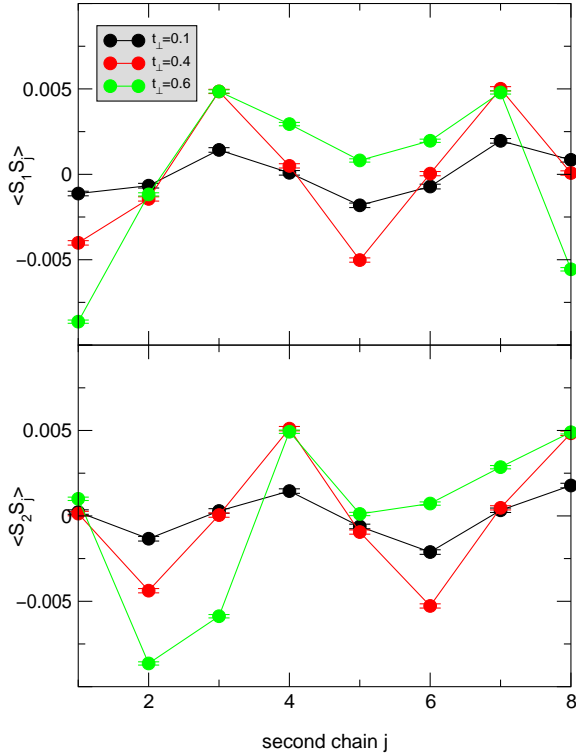 t⊥=0.1
t⊥=0.4
t⊥=0.6
0.005
0
−0.005
<S₁Sⱼ>
0.005
0
−0.005
<S₂Sⱼ>
2 4 6 8
second chain j